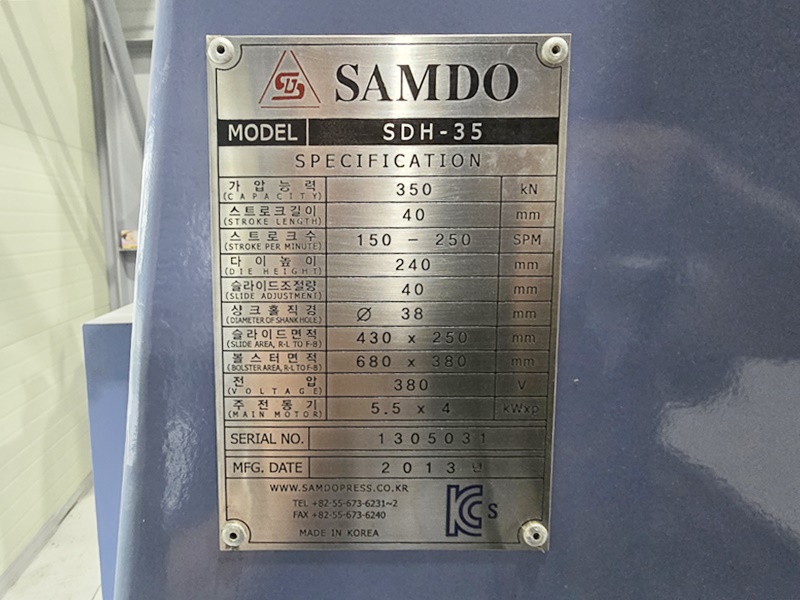 SAMDO
MODEL SDH-35
SPECIFICATION
가압능력 (CAPACITY) 350 kN
스트로크길이 (STROKE LENGTH) 40 mm
스트로크수 (STROKE PER MINUTE) 150 - 250 SPM
다이높이 (DIE HEIGHT) 240 mm
슬라이드조절량 (SLIDE ADJUSTMENT) 40 mm
샹크홀직경 (DIAMETER OF SHANK HOLE) Ø 38 mm
슬라이드면적 (SLIDE AREA, R-L TO F-B) 430 x 250 mm
볼스터면적 (BOLSTER AREA, R-L TO F-B) 680 x 380 mm
전압 (VOLTAGE) 380 V
주전동기 (MAIN MOTOR) 5.5 x 4 kWxp
SERIAL NO. 1305031
MFG. DATE 2013년
WWW.SAMDOPRESS.CO.KR
TEL +82-55-673-6231~2
FAX +82-55-673-6240
MADE IN KOREA
KCs